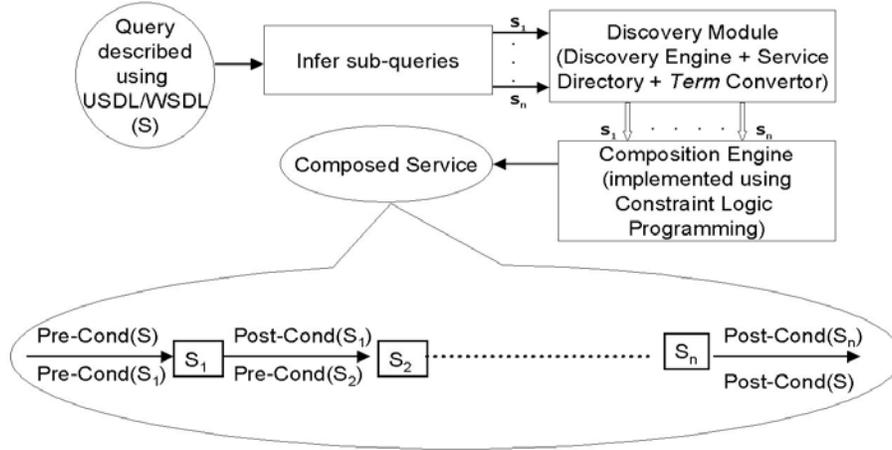 Query
described
using
USDL/WSDL
(S)
Infer sub-queries
s₁
sₙ
Discovery Module
(Discovery Engine + Service
Directory + Term Convertor)
s₁
sₙ
Composition Engine
(implemented using
Constraint Logic
Programming)
Composed Service
Pre-Cond(S)
Pre-Cond(S₁)
S₁
Post-Cond(S₁)
Pre-Cond(S₂)
S₂
Sₙ
Post-Cond(Sₙ)
Post-Cond(S)